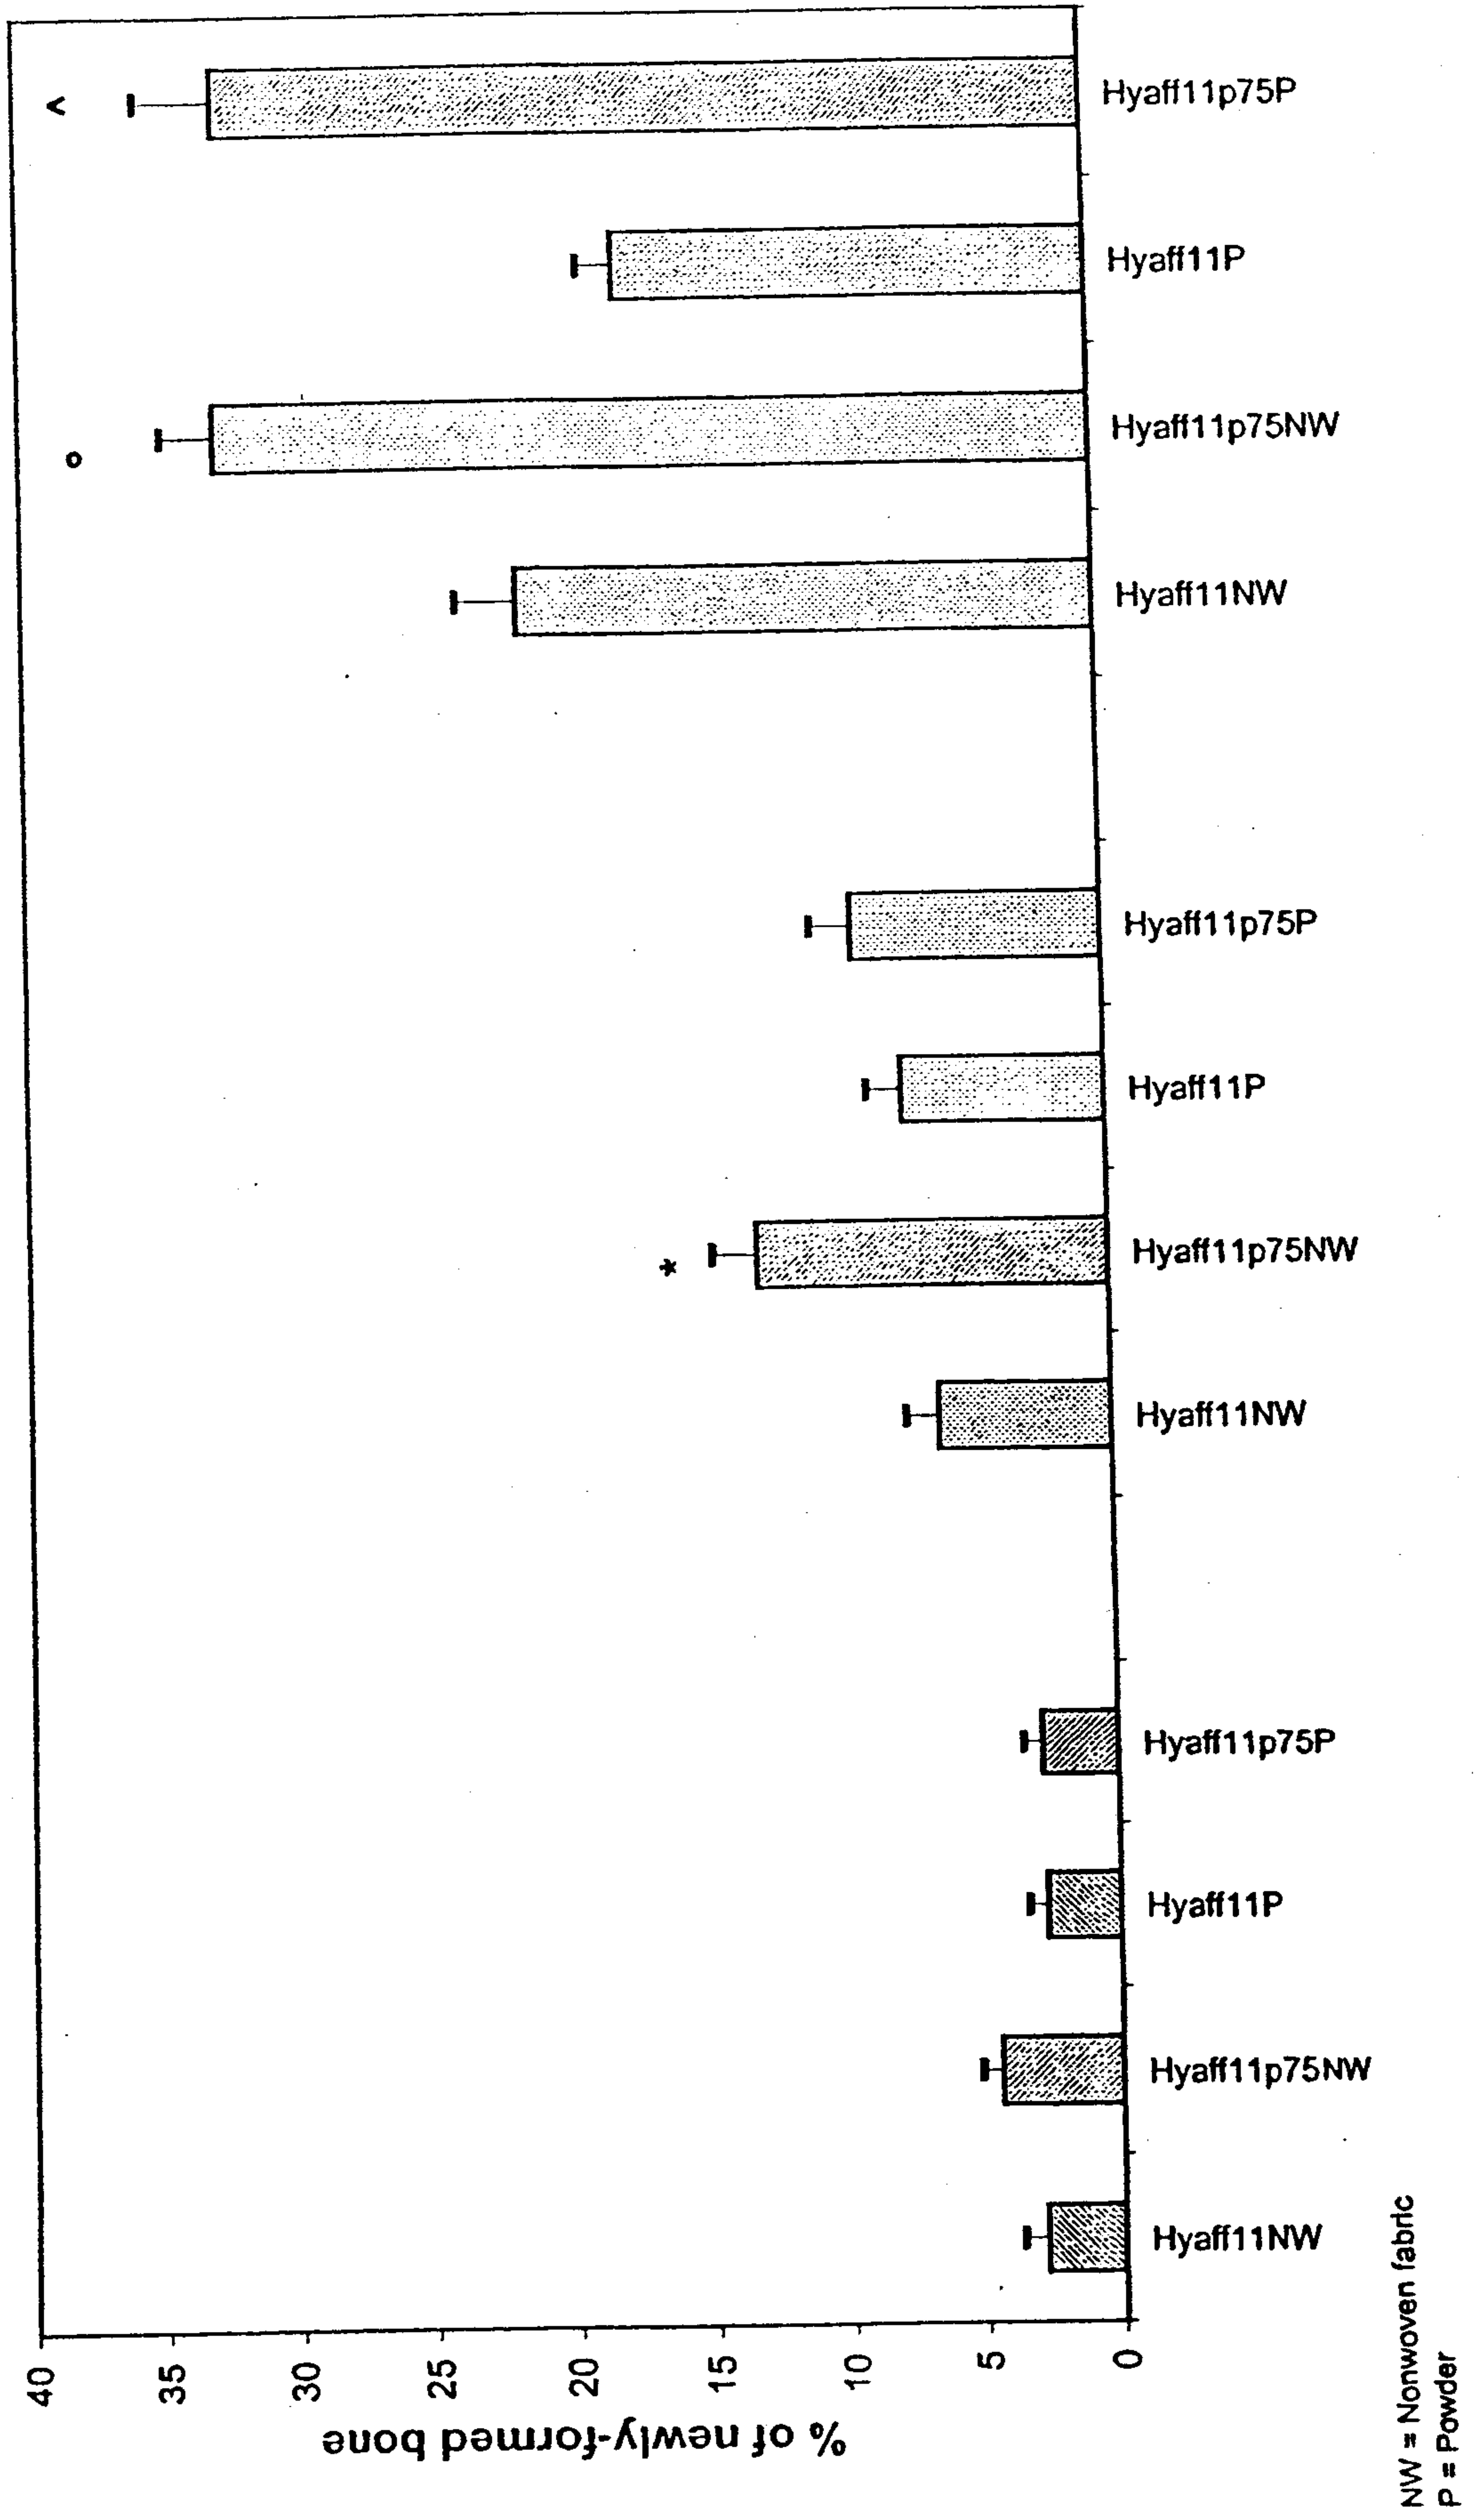 % of newly-formed bone
40
35
30
25
20
15
10
5
0
*
o
^
Hyaff11NW
Hyaff11p75NW
Hyaff11P
Hyaff11p75P
Hyaff11NW
Hyaff11p75NW
Hyaff11P
Hyaff11p75P
Hyaff11NW
Hyaff11p75NW
Hyaff11P
Hyaff11p75P
NW = Nonwoven fabric
P = Powder